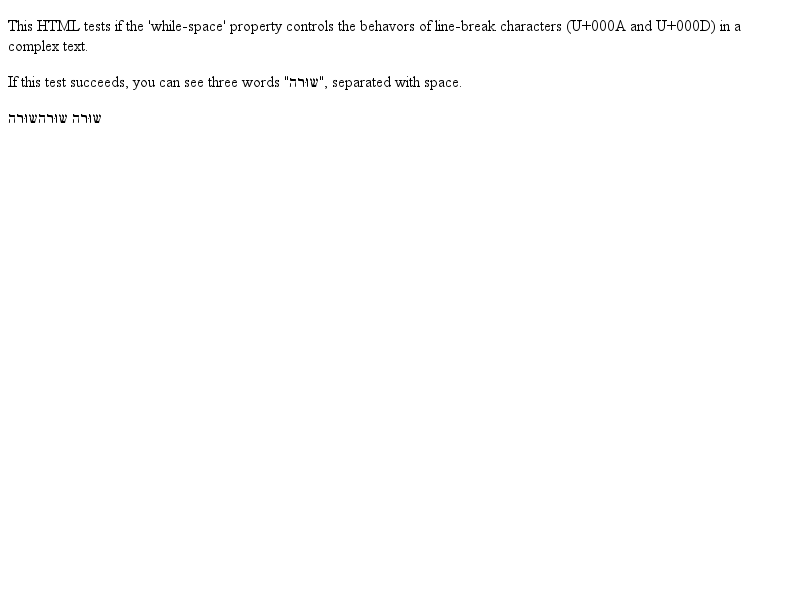 This HTML tests if the 'while-space' property controls the behavors of line-break characters (U+000A and U+000D) in a
complex text.
If this test succeeds, you can see three words "שורה", separated with space.
שורה שורהשורה